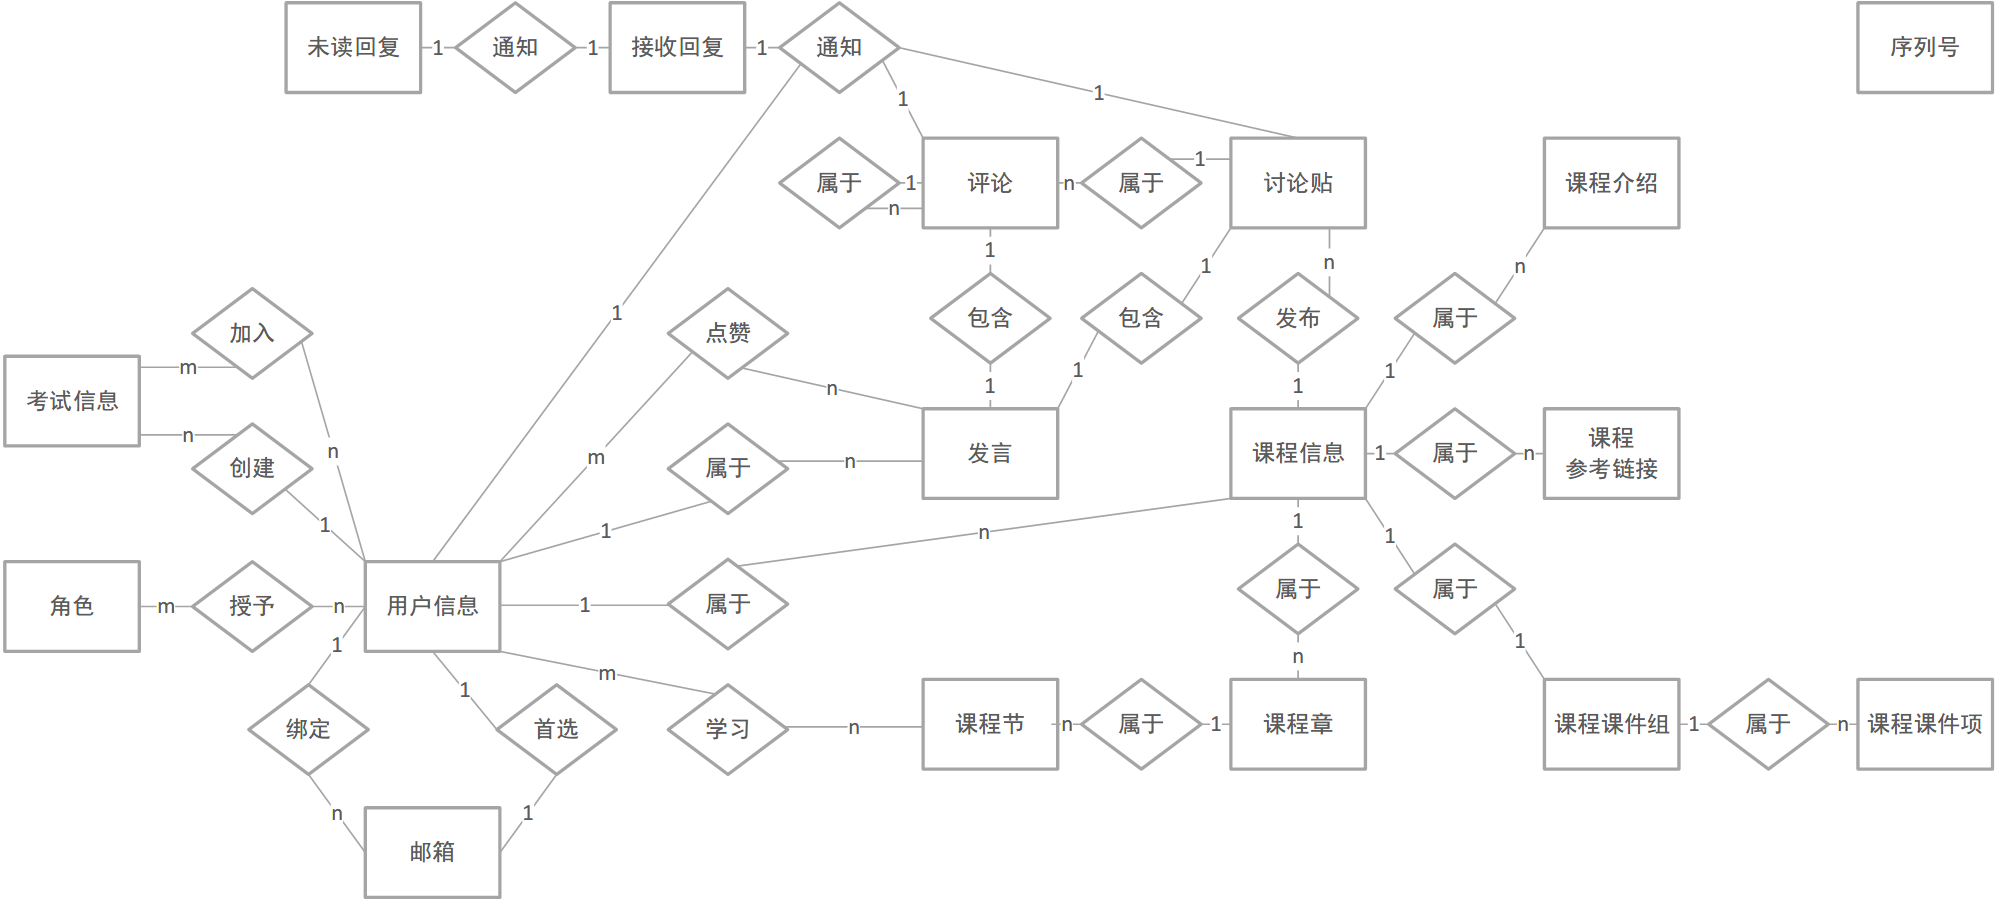 未读回复
1
通知
1
接收回复
1
通知
序列号
1
1
评论
属于
1
n
n
属于
1
讨论贴
课程介绍
1
1
n
n
加入
m
n
1
点赞
n
m
包含
1
包含
1
发布
1
属于
1
考试信息
n
创建
1
属于
n
1
发言
课程信息
1
属于
n
课程
参考链接
n
1
属于
1
属于
1
属于
1
角色
m
授予
n
用户信息
1
m
1
n
绑定
首选
学习
n
课程节
n
属于
1
课程章
课程课件组
1
属于
n
课程课件项
n
1
邮箱